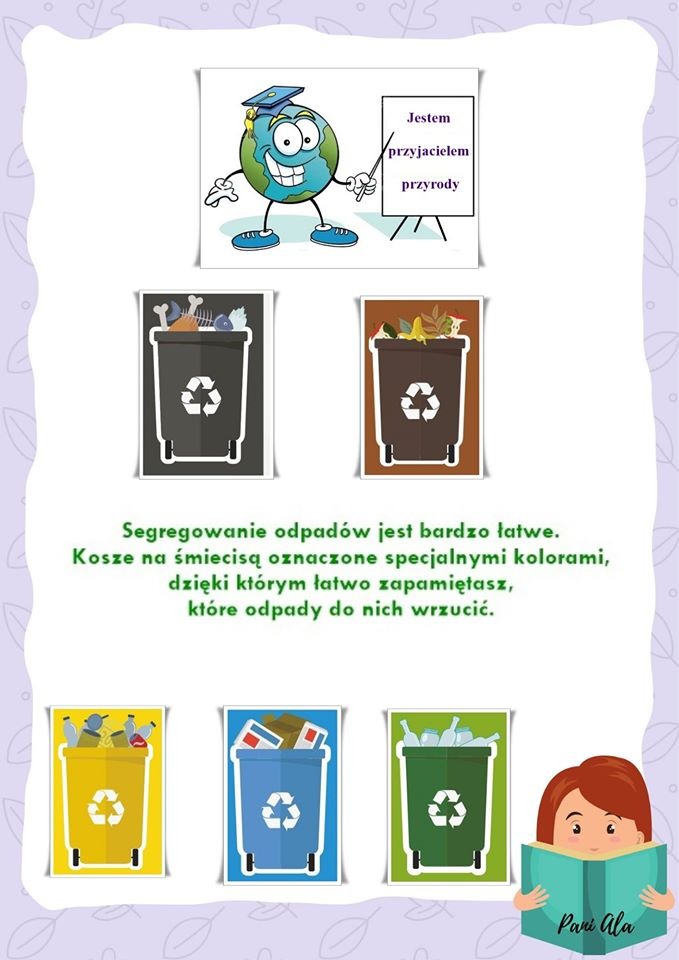 Jestem
przyjacielem
przyrody
Segregowanie odpadów jest bardzo łatwe.
Kosze na śmiecisą oznaczone specjalnymi kolorami,
dzięki którym łatwo zapamiętasz,
które odpady do nich wrzucić.
Pani Ala